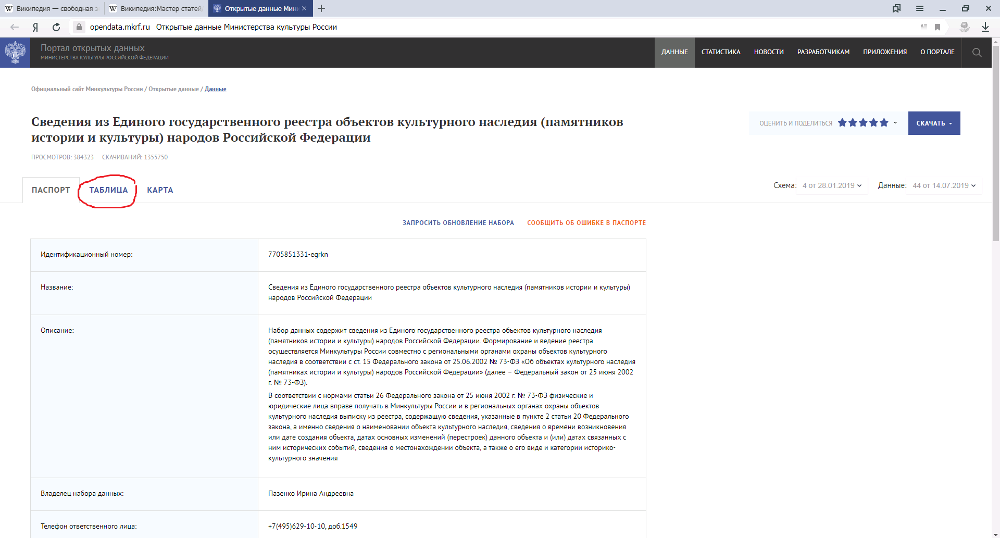 Википедия — свободная э
Википедия:Мастер статей
Открытые данные Мин
opendata.mkrf.ru Открытые данные Министерства культуры России
Портал открытых данных
МИНИСТЕРСТВА КУЛЬТУРЫ РОССИЙСКОЙ ФЕДЕРАЦИИ
ДАННЫЕ СТАТИСТИКА НОВОСТИ РАЗРАБОТЧИКАМ ПРИЛОЖЕНИЯ О ПОРТАЛЕ
Официальный сайт Минкультуры России / Открытые данные / Данные
Сведения из Единого государственного реестра объектов культурного наследия (памятников
истории и культуры) народов Российской Федерации
ОЦЕНИТЬ И ПОДЕЛИТЬСЯ
СКАЧАТЬ
ПРОСМОТРОВ: 384323 СКАЧИВАНИЙ: 1355750
ПАСПОРТ ТАБЛИЦА КАРТА
Схема: 4 от 28.01.2019 Данные: 44 от 14.07.2019
ЗАПРОСИТЬ ОБНОВЛЕНИЕ НАБОРА СООБЩИТЬ ОБ ОШИБКЕ В ПАСПОРТЕ
Идентификационный номер: 7705851331-egrkn
Название: Сведения из Единого государственного реестра объектов культурного наследия (памятников истории и культуры)
народов Российской Федерации
Описание: Набор данных содержит сведения из Единого государственного реестра объектов культурного наследия
(памятников истории и культуры) народов Российской Федерации. Формирование и ведение реестра
осуществляется Минкультуры России совместно с региональными органами охраны объектов культурного
наследия в соответствии с ст. 15 Федерального закона от 25.06.2002 № 73-ФЗ «Об объектах культурного наследия
(памятниках истории и культуры) народов Российской Федерации» (далее – Федеральный закон от 25 июня 2002
г. № 73-ФЗ).
В соответствии с нормами статьи 26 Федерального закона от 25 июня 2002 г. № 73-ФЗ физические и
юридические лица вправе получать в Минкультуры России и в региональных органах охраны объектов
культурного наследия выписку из реестра, содержащую сведения, указанные в пункте 2 статьи 20 Федерального
закона, а именно сведения о наименовании объекта культурного наследия, сведения о времени возникновения
или дате создания объекта, датах основных изменений (перестроек) данного объекта и (или) датах связанных с
ним исторических событий, сведения о местонахождении объекта, а также о его виде и категории историко-
культурного значения
Владелец набора данных: Пазенко Ирина Андреевна
Телефон ответственного лица: +7(495)629-10-10, доб.1549